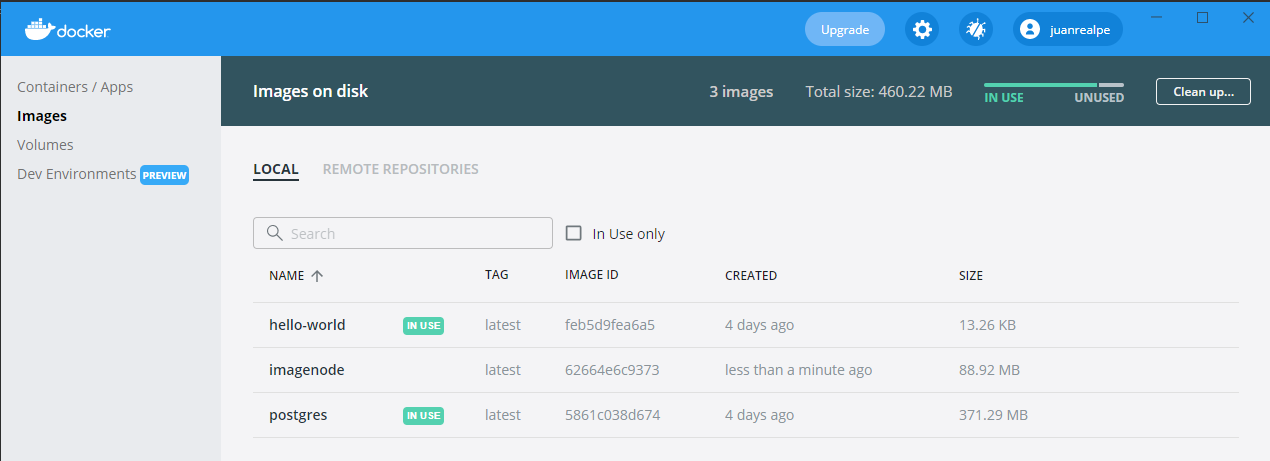 docker
Upgrade
juanrealpe
Containers / Apps
Images
Volumes
Dev Environments PREVIEW
Images on disk
3 images
Total size: 460.22 MB
IN USE
UNUSED
Clean up...
LOCAL
REMOTE REPOSITORIES
Search
In Use only
NAME TAG IMAGE ID CREATED SIZE
hello-world IN USE latest feb5d9fea6a5 4 days ago 13.26 KB
imagenode latest 62664e6c9373 less than a minute ago 88.92 MB
postgres IN USE latest 5861c038d674 4 days ago 371.29 MB